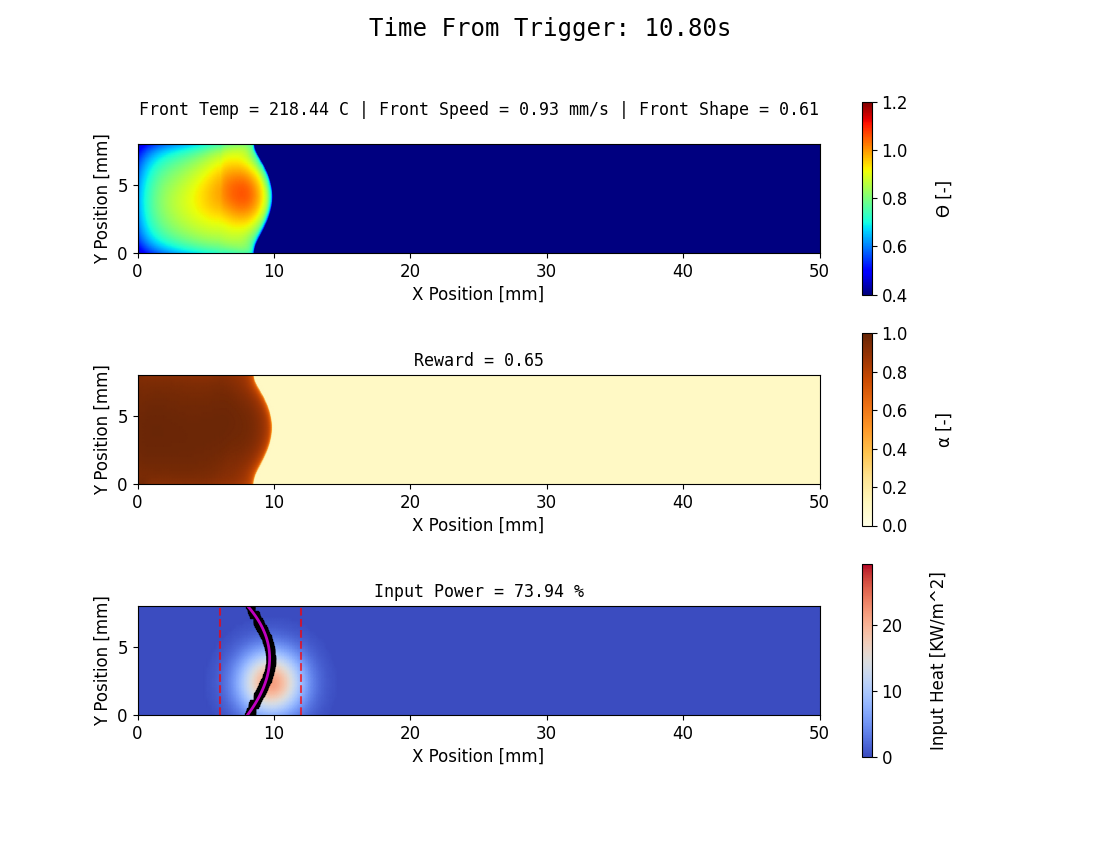 Time From Trigger: 10.80s
Front Temp = 218.44 C | Front Speed = 0.93 mm/s | Front Shape = 0.61
Y Position [mm]
5
0
0 10 20 30 40 50
X Position [mm]
1.2
1.0
0.8
0.6
0.4
Θ [-]
Reward = 0.65
Y Position [mm]
5
0
0 10 20 30 40 50
X Position [mm]
1.0
0.8
0.6
0.4
0.2
0.0
α [-]
Input Power = 73.94 %
Y Position [mm]
5
0
0 10 20 30 40 50
X Position [mm]
20
10
0
Input Heat [KW/m^2]